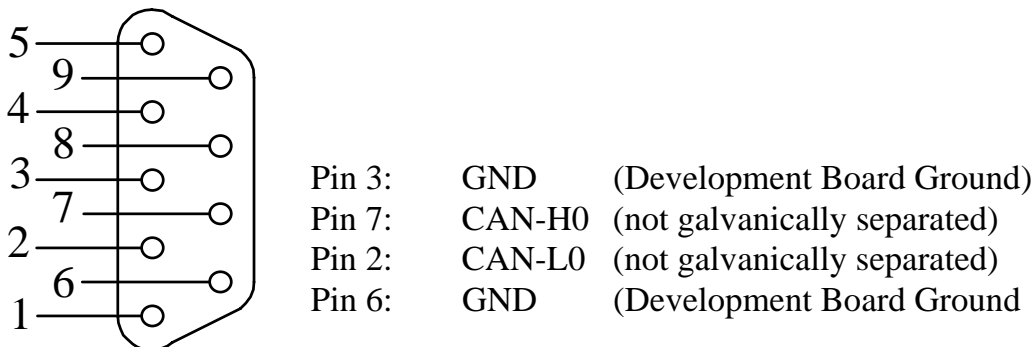 5
9
4
8
3
7
2
6
1
Pin 3: GND (Development Board Ground)
Pin 7: CAN-H0 (not galvanically separated)
Pin 2: CAN-L0 (not galvanically separated)
Pin 6: GND (Development Board Ground